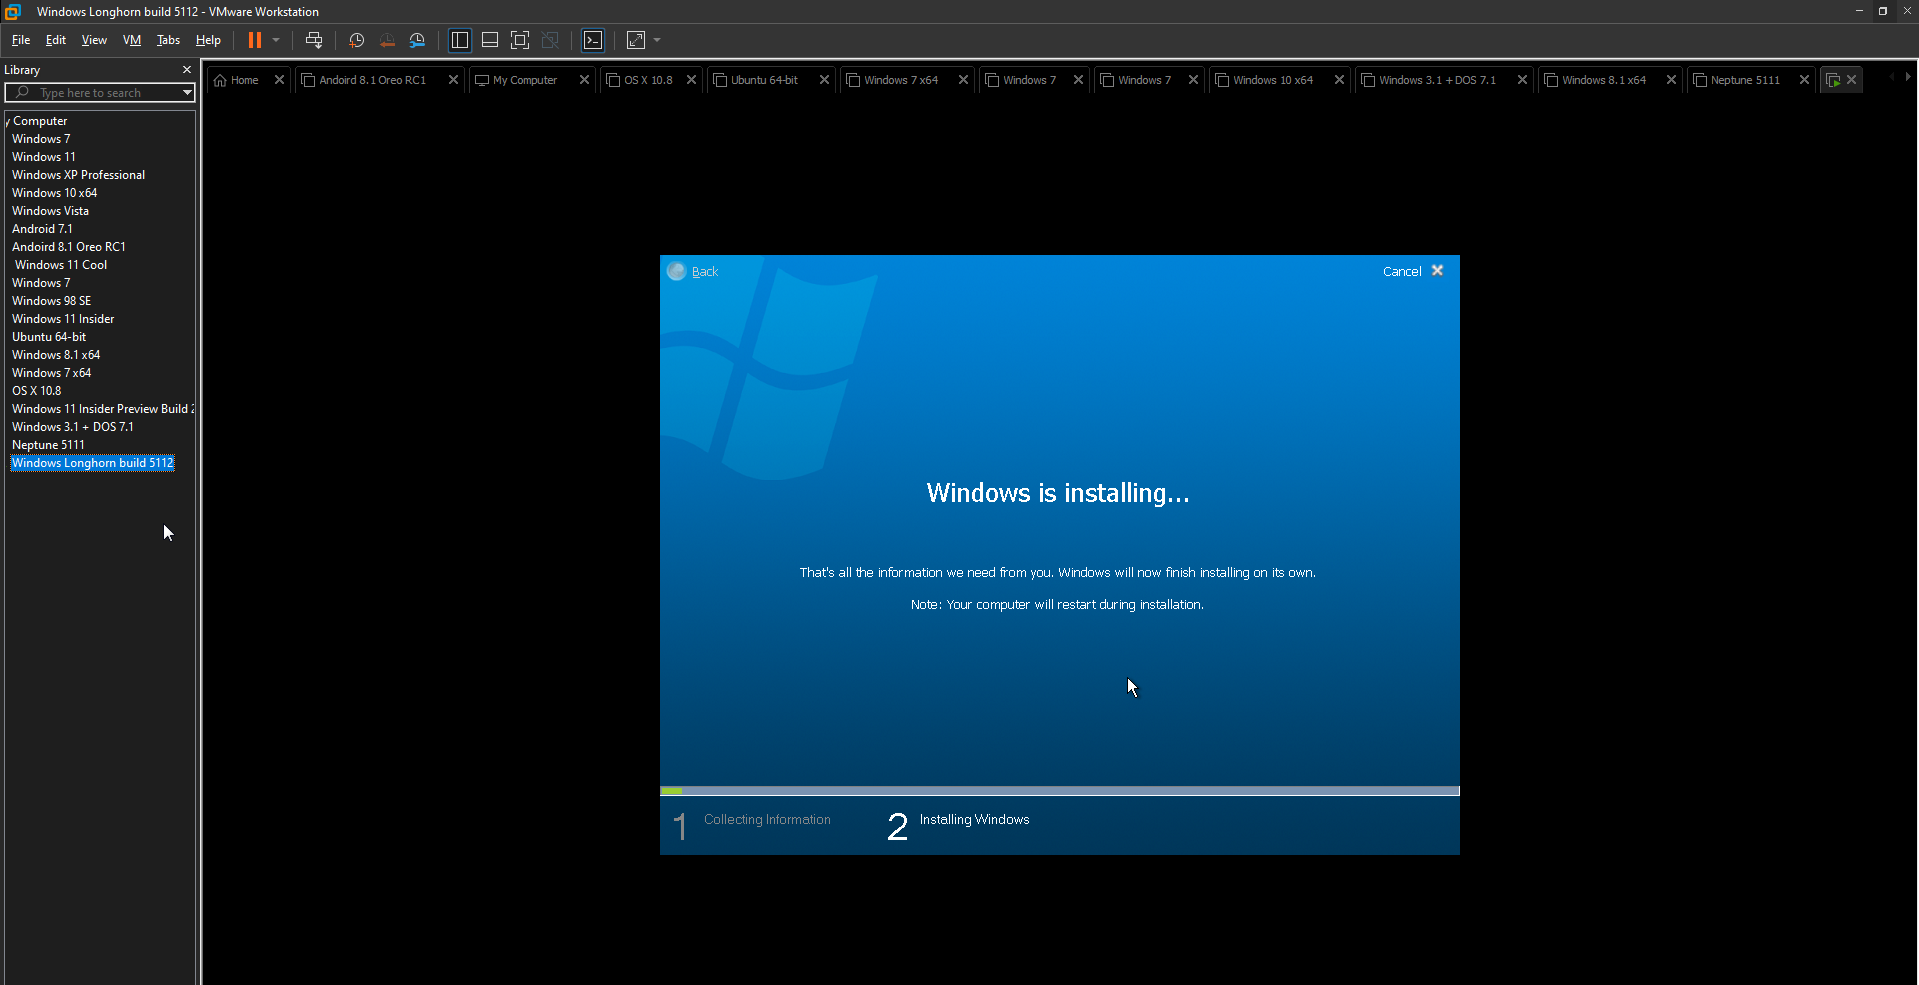 Windows Longhorn build 5112 - VMware Workstation
File Edit View VM Tabs Help
Library
Type here to search
Home Andoird 8.1 Oreo RC1 My Computer OS X 10.8 Ubuntu 64-bit Windows 7 x64 Windows 7 Windows 7 Windows 10 x64 Windows 3.1 + DOS 7.1 Windows 8.1 x64 Neptune 5111
y Computer
Windows 7
Windows 11
Windows XP Professional
Windows 10 x64
Windows Vista
Android 7.1
Andoird 8.1 Oreo RC1
Windows 11 Cool
Windows 7
Windows 98 SE
Windows 11 Insider
Ubuntu 64-bit
Windows 8.1 x64
Windows 7 x64
OS X 10.8
Windows 11 Insider Preview Build 2
Windows 3.1 + DOS 7.1
Neptune 5111
Windows Longhorn build 5112
Back Cancel
Windows is installing...
That's all the information we need from you. Windows will now finish installing on its own.
Note: Your computer will restart during installation.
1 Collecting Information 2 Installing Windows